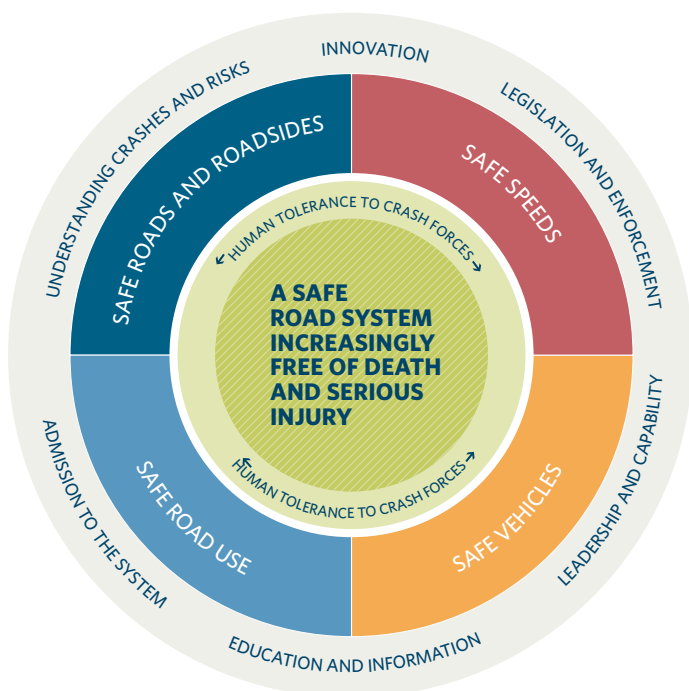 INNOVATION
LEGISLATION AND ENFORCEMENT
LEADERSHIP AND CAPABILITY
EDUCATION AND INFORMATION
ADMISSION TO THE SYSTEM
UNDERSTANDING CRASHES AND RISKS
SAFE ROADS AND ROADSIDES
SAFE SPEEDS
SAFE VEHICLES
SAFE ROAD USE
HUMAN TOLERANCE TO CRASH FORCES
A SAFE
ROAD SYSTEM
INCREASINGLY
FREE OF DEATH
AND SERIOUS
INJURY
HUMAN TOLERANCE TO CRASH FORCES